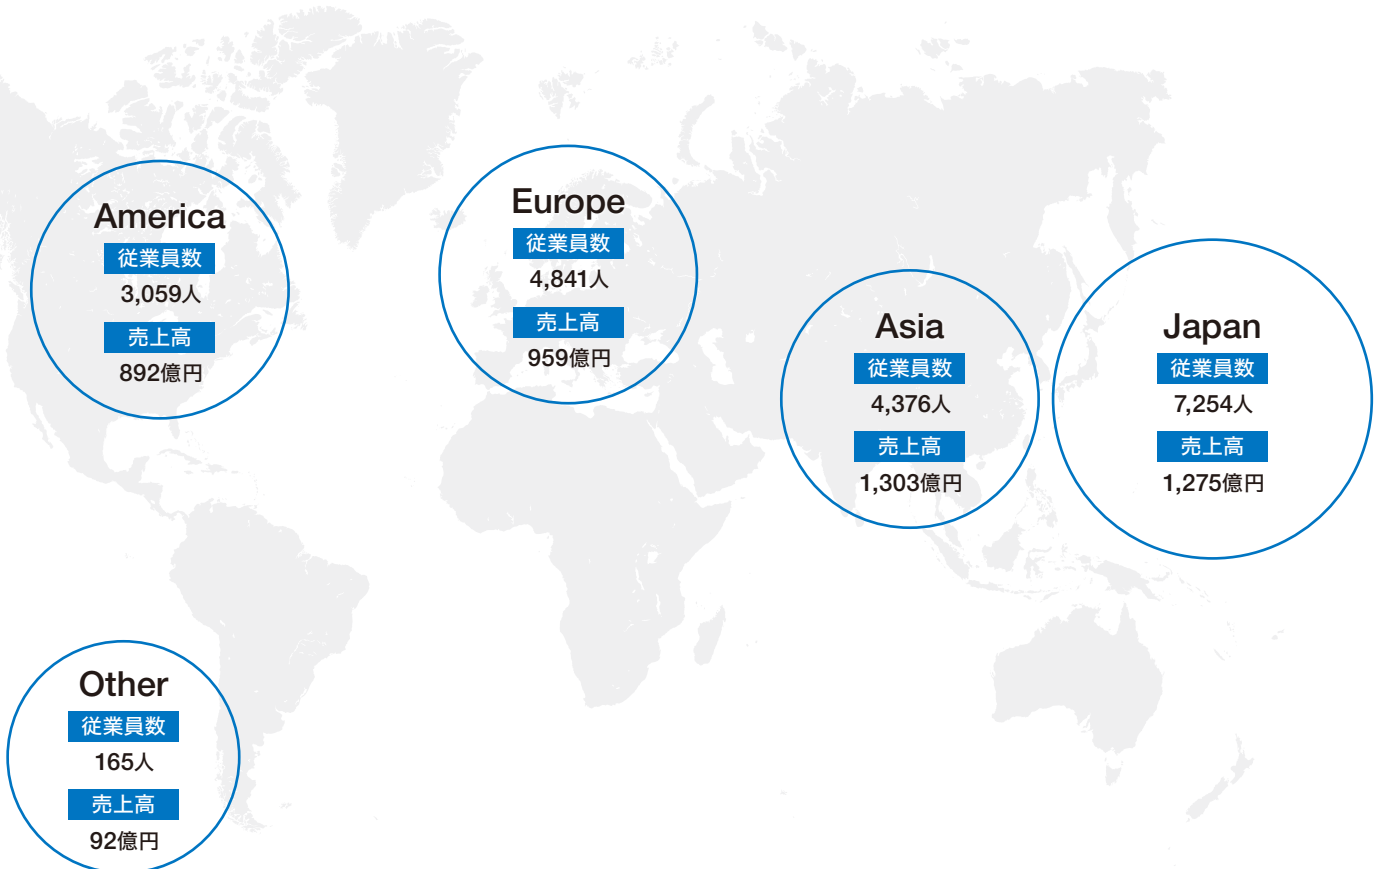 America
従業員数
3,059人
売上高
892億円
Europe
従業員数
4,841人
売上高
959億円
Asia
従業員数
4,376人
売上高
1,303億円
Japan
従業員数
7,254人
売上高
1,275億円
Other
従業員数
165人
売上高
92億円